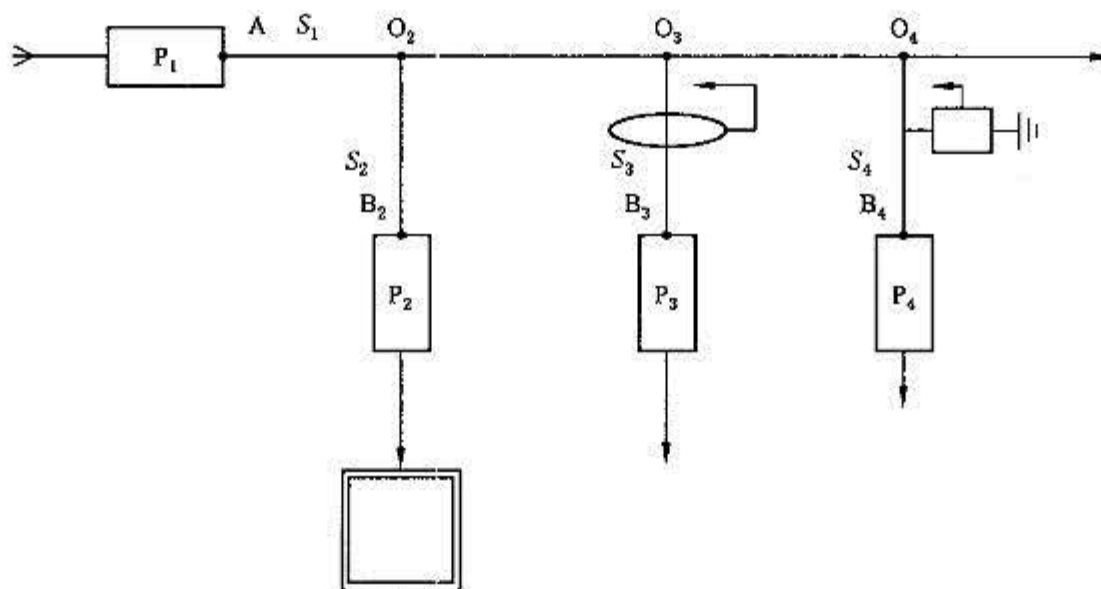 A S₁ O₂ O₃ O₄
P₁
S₂ S₃ S₄
B₂ B₃ B₄
P₂ P₃ P₄